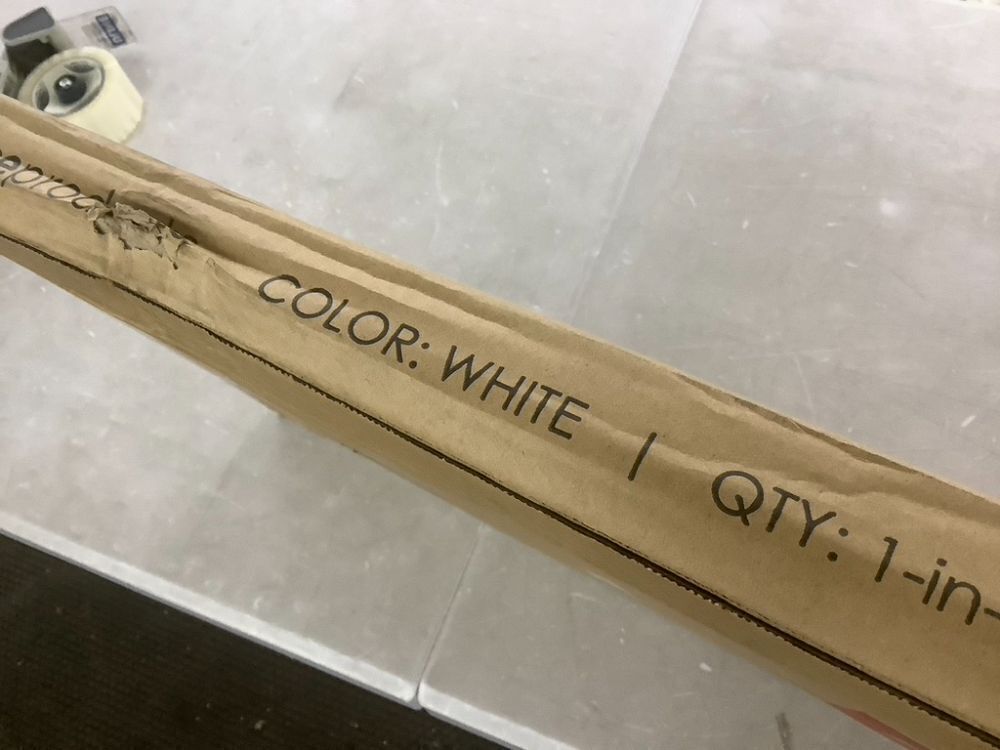 COLOR: WHITE | QTY: 1-in-